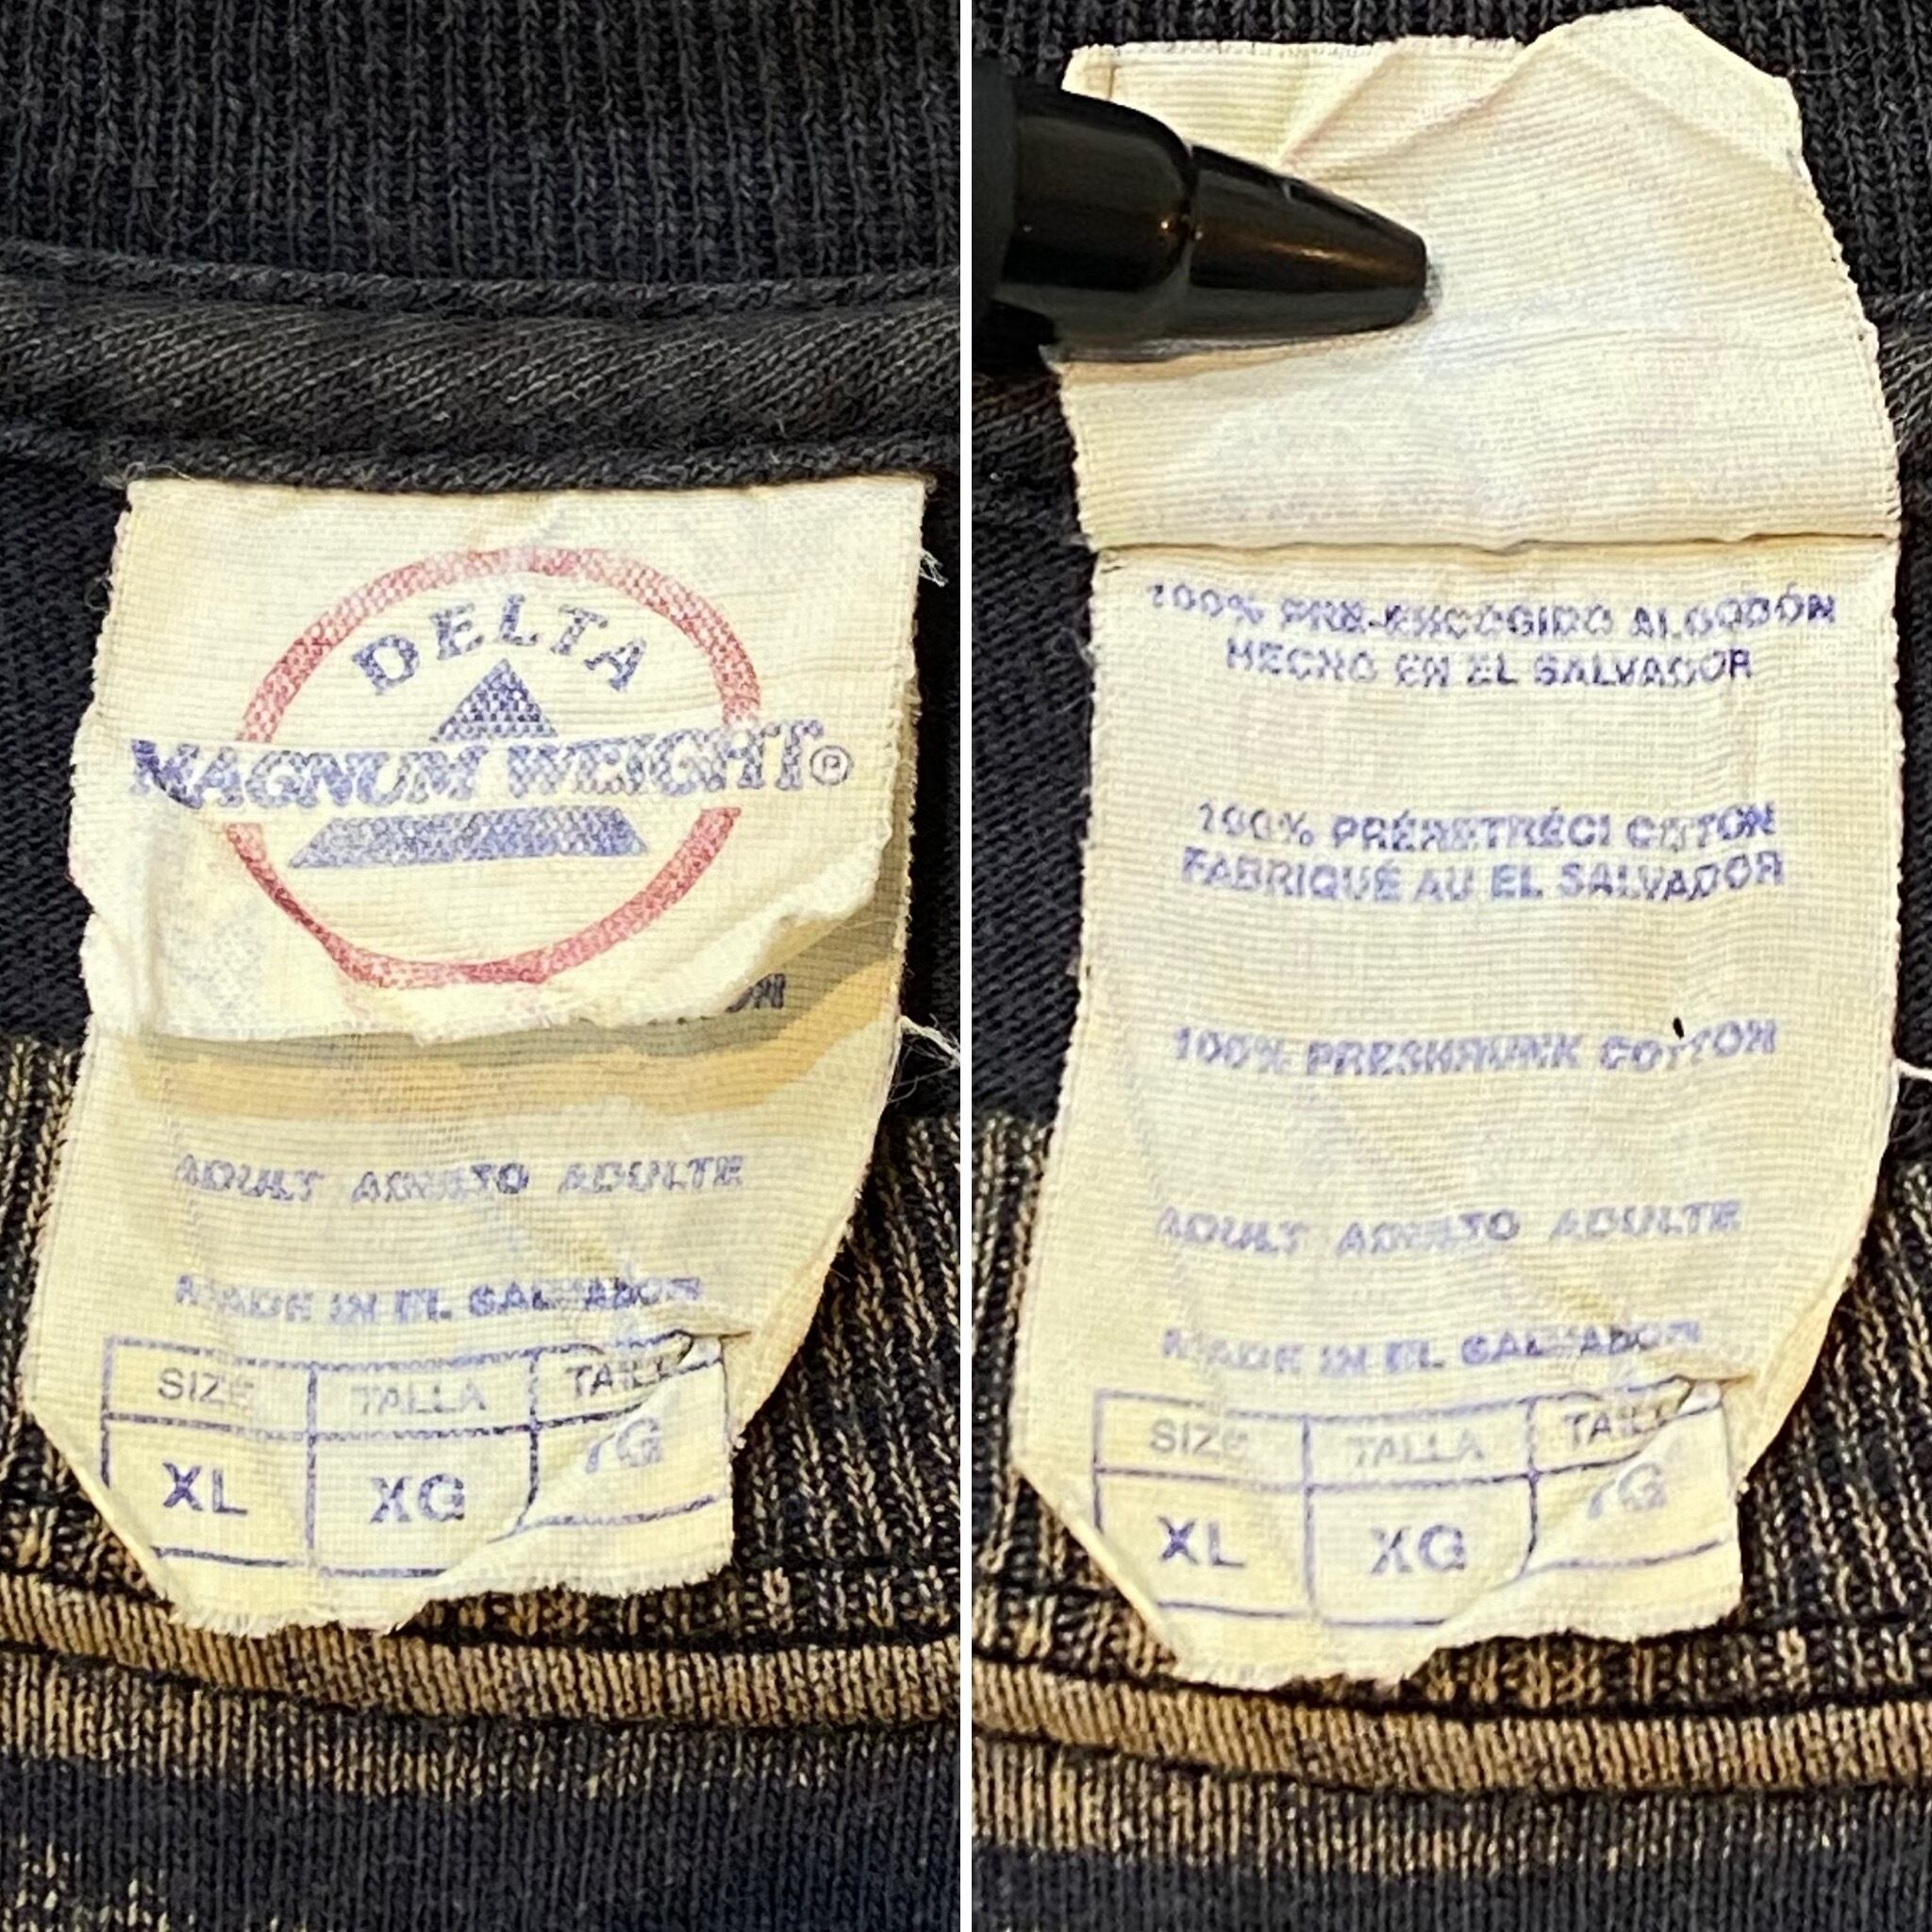 DELTA
MAGNUM WEIGHT®
ADULT ADULTO ADULTE
MADE IN EL SALVADOR
SIZE TALLA
XL XG
100% PRE-ENCOGIDO ALGODÓN
HECHO EN EL SALVADOR
100% PRÉRETRÉCI COTTON
FABRIQUÉ AU EL SALVADOR
100% PRESHRUNK COTTON
ADULT ADULTO ADULTE
MADE IN EL SALVADOR
SIZE TALLA
XL XG